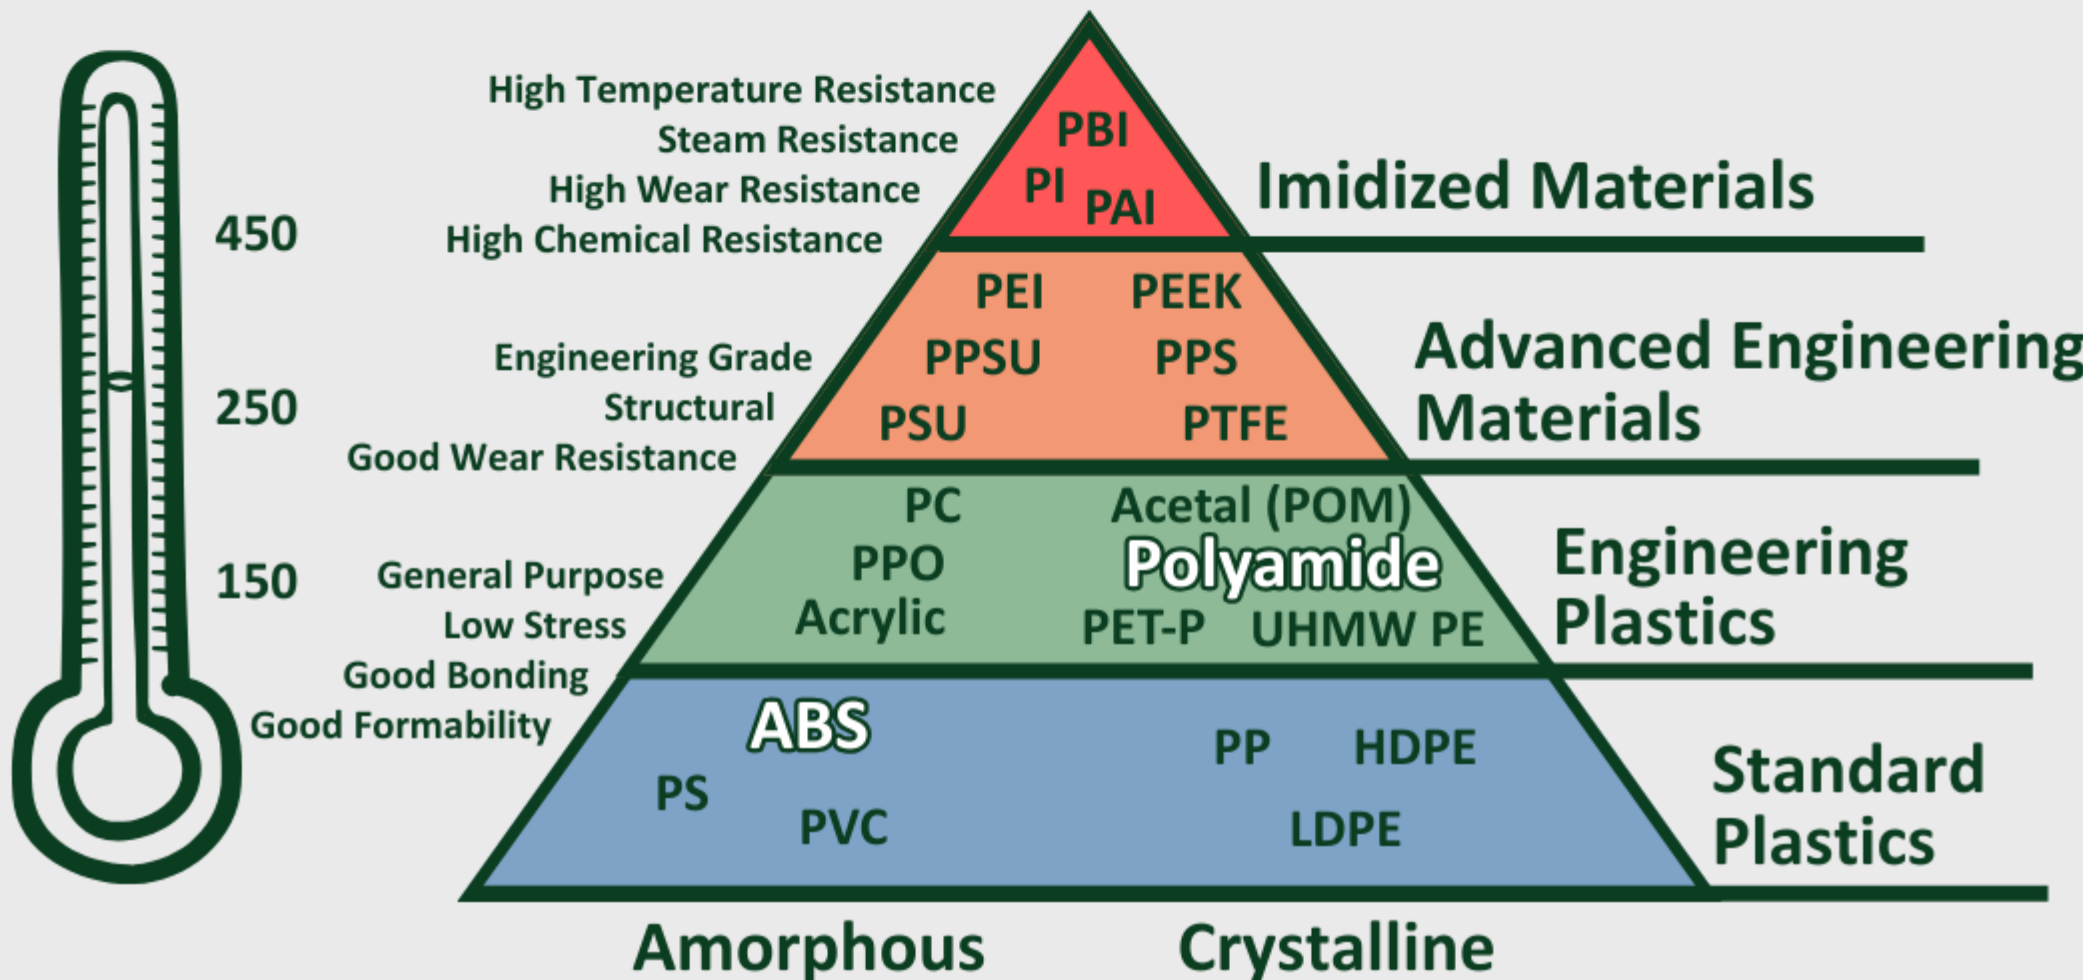 High Temperature Resistance
Steam Resistance
High Wear Resistance
High Chemical Resistance
450
PBI
PI
PAI
Imidized Materials
Engineering Grade
Structural
Good Wear Resistance
250
PEI PEEK
PPSU PPS
PSU PTFE
Advanced Engineering
Materials
General Purpose
Low Stress
Good Bonding
Good Formability
150
PC Acetal (POM)
PPO Polyamide
Acrylic PET-P UHMW PE
Engineering
Plastics
ABS
PP HDPE
PS
PVC LDPE
Standard
Plastics
Amorphous Crystalline